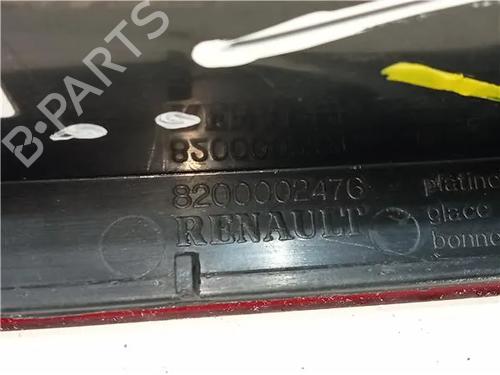 B-PARTS
8200002476
RENAULT
platine
glace
bonne